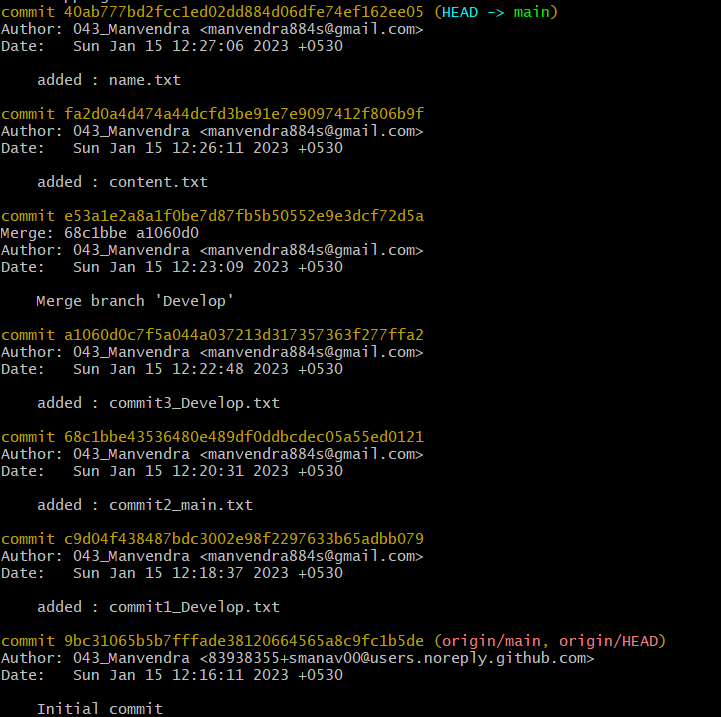 commit 40ab777bd2fcc1ed02dd884d06dfe74ef162ee05 (HEAD -> main)
Author: 043_Manvendra <manvendra884s@gmail.com>
Date:   Sun Jan 15 12:27:06 2023 +0530
added : name.txt
commit fa2d0a4d474a44dcfd3be91e7e9097412f806b9f
Author: 043_Manvendra <manvendra884s@gmail.com>
Date:   Sun Jan 15 12:26:11 2023 +0530
added : content.txt
commit e53a1e2a8a1f0be7d87fb5b50552e9e3dcf72d5a
Merge: 68c1bbe a1060d0
Author: 043_Manvendra <manvendra884s@gmail.com>
Date:   Sun Jan 15 12:23:09 2023 +0530
Merge branch 'Develop'
commit a1060d0c7f5a044a037213d317357363f277ffa2
Author: 043_Manvendra <manvendra884s@gmail.com>
Date:   Sun Jan 15 12:22:48 2023 +0530
added : commit3_Develop.txt
commit 68c1bbe43536480e489df0ddbcdec05a55ed0121
Author: 043_Manvendra <manvendra884s@gmail.com>
Date:   Sun Jan 15 12:20:31 2023 +0530
added : commit2_main.txt
commit c9d04f438487bdc3002e98f2297633b65adbb079
Author: 043_Manvendra <manvendra884s@gmail.com>
Date:   Sun Jan 15 12:18:37 2023 +0530
added : commit1_Develop.txt
commit 9bc31065b5b7fffade38120664565a8c9fc1b5de (origin/main, origin/HEAD)
Author: 043_Manvendra <83938355+smanav00@users.noreply.github.com>
Date:   Sun Jan 15 12:16:11 2023 +0530
Initial commit